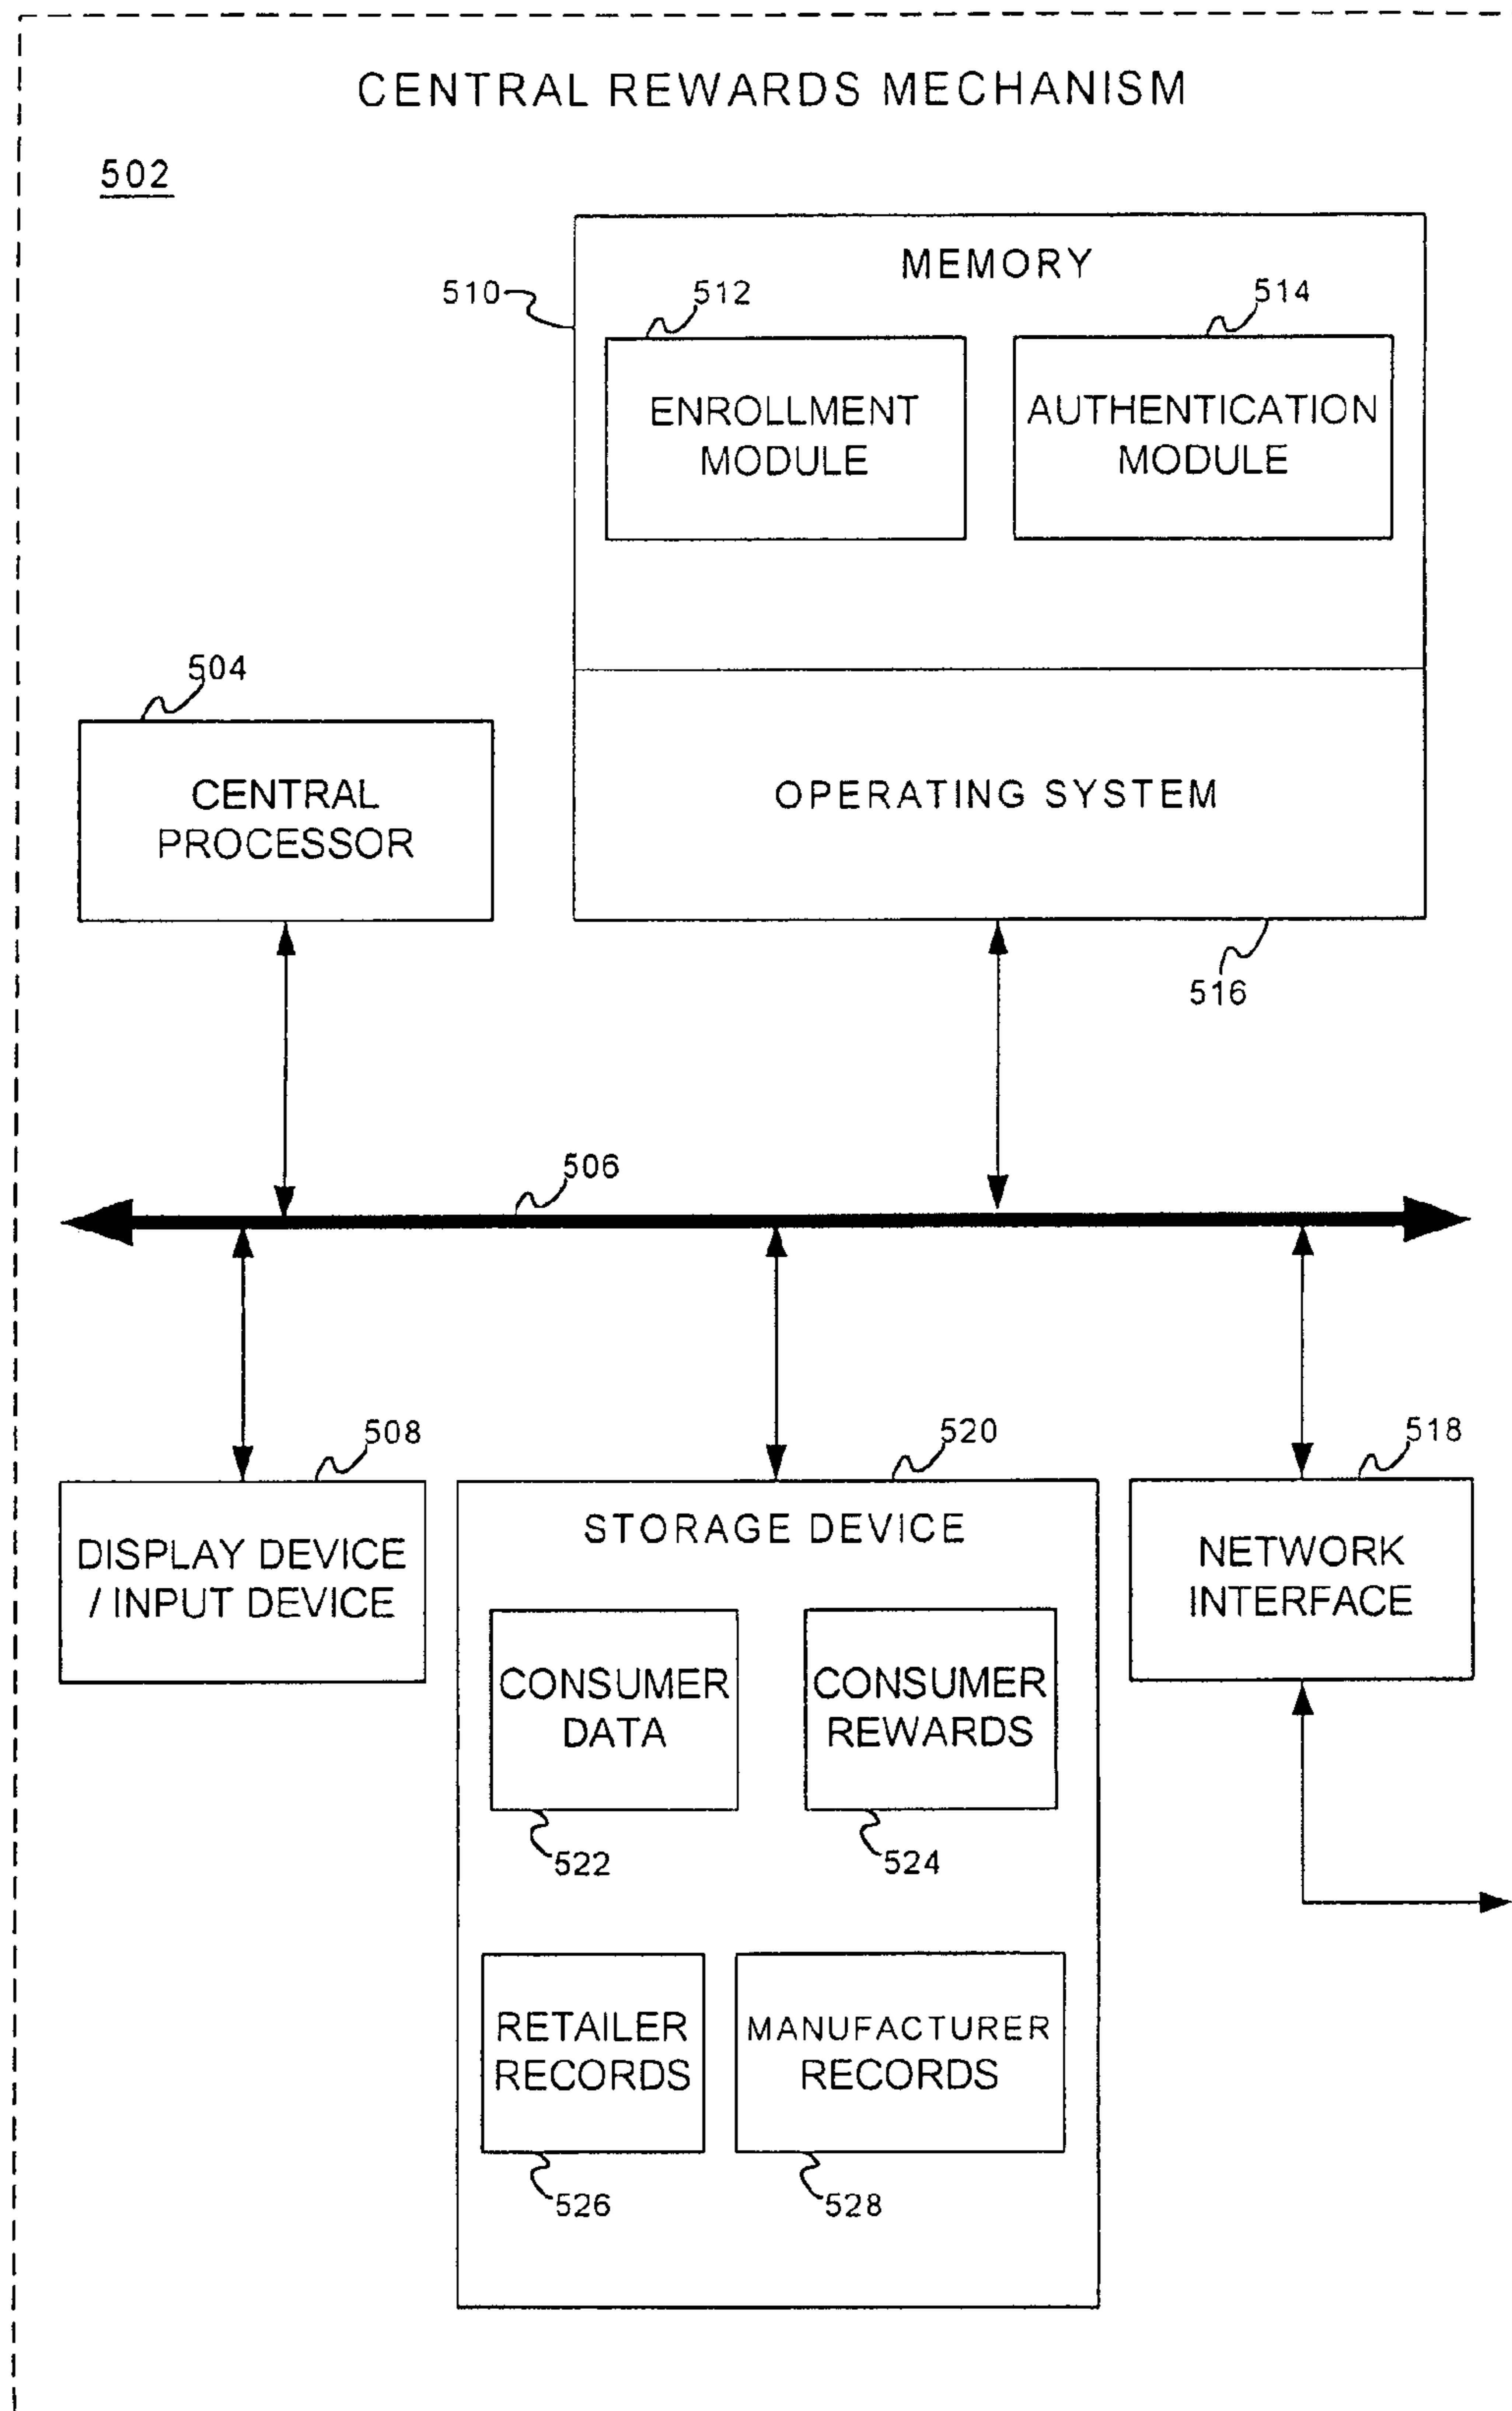 CENTRAL REWARDS MECHANISM
502
MEMORY
510
512
514
ENROLLMENT
MODULE
AUTHENTICATION
MODULE
504
CENTRAL
PROCESSOR
OPERATING SYSTEM
516
506
508
520
518
DISPLAY DEVICE
/ INPUT DEVICE
STORAGE DEVICE
NETWORK
INTERFACE
CONSUMER
DATA
CONSUMER
REWARDS
522
524
RETAILER
RECORDS
MANUFACTURER
RECORDS
526
528